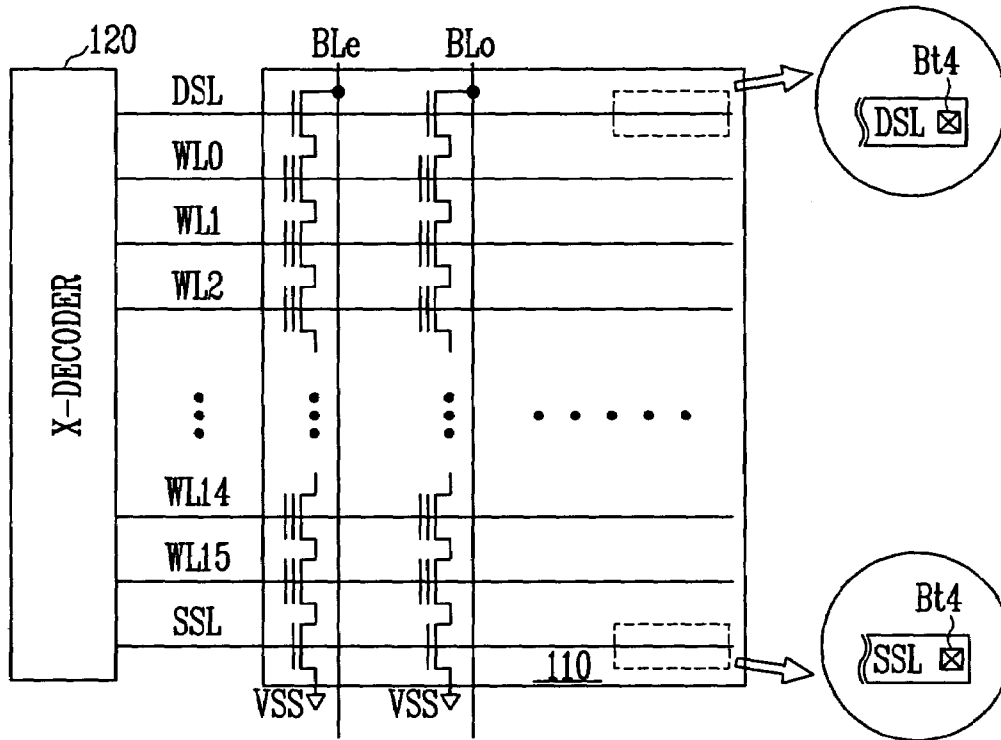 120
BLe
BLo
DSL
WL0
WL1
WL2
X-DECODER
WL14
WL15
SSL
VSS
VSS
110
Bt4
DSL
Bt4
SSL